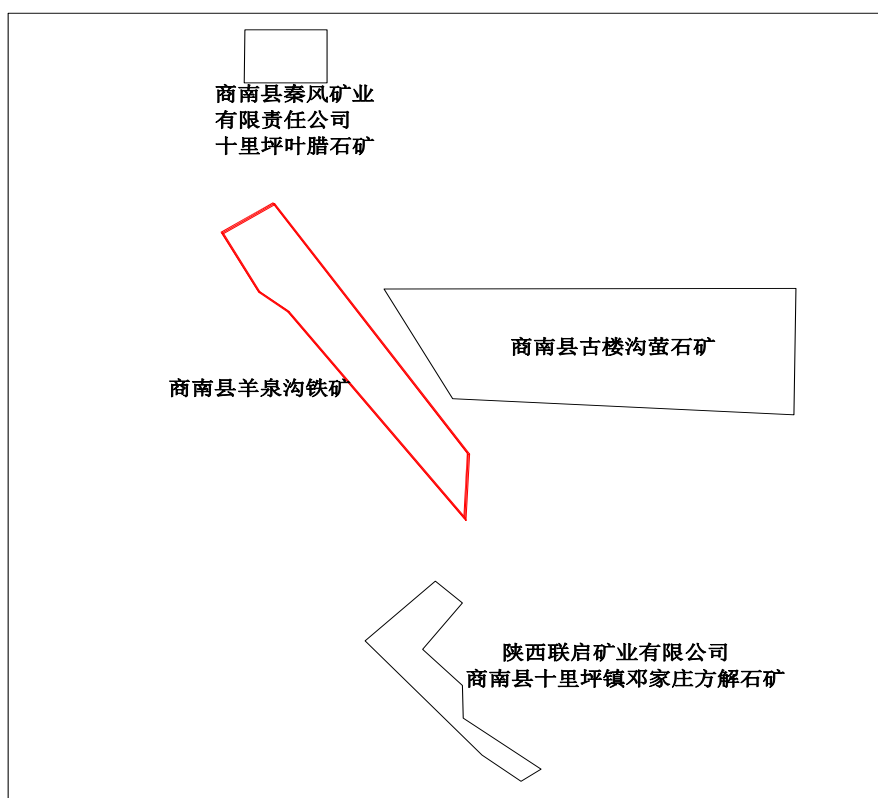 商南县秦风矿业
有限责任公司
十里坪叶腊石矿
商南县古楼沟萤石矿
商南县羊泉沟铁矿
陕西联启矿业有限公司
商南县十里坪镇邓家庄方解石矿